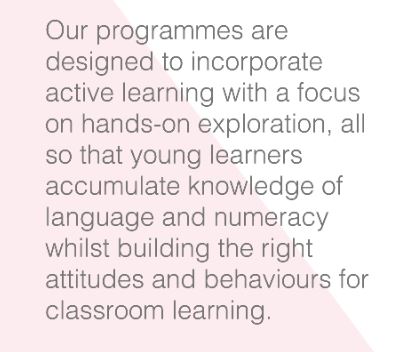 Our programmes are
designed to incorporate
active learning with a focus
on hands-on exploration, all
so that young learners
accumulate knowledge of
language and numeracy
whilst building the right
attitudes and behaviours for
classroom learning.